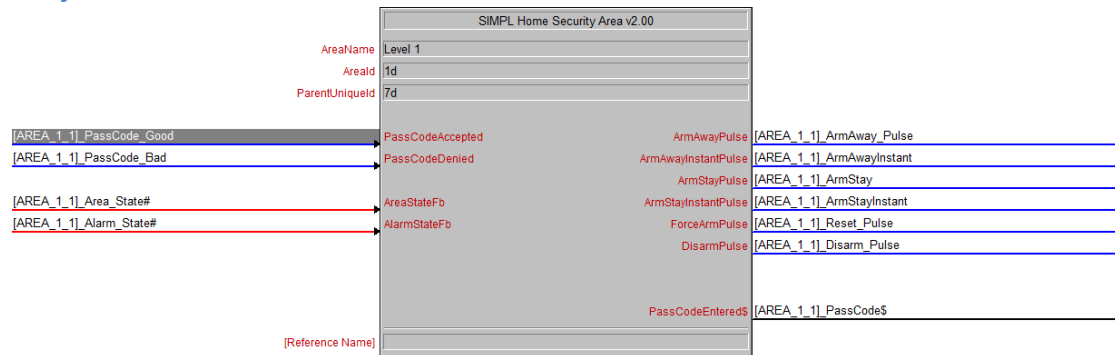 SIMPL Home Security Area v2.00
AreaName Level 1
AreaId 1d
ParentUniqueId 7d
[AREA_1_1]_PassCode_Good PassCodeAccepted ArmAwayPulse [AREA_1_1]_ArmAway_Pulse
[AREA_1_1]_PassCode_Bad PassCodeDenied ArmAwayInstantPulse [AREA_1_1]_ArmAwayInstant
ArmStayPulse [AREA_1_1]_ArmStay
[AREA_1_1]_Area_State# AreaStateFb ArmStayInstantPulse [AREA_1_1]_ArmStayInstant
[AREA_1_1]_Alarm_State# AlarmStateFb ForceArmPulse [AREA_1_1]_Reset_Pulse
DisarmPulse [AREA_1_1]_Disarm_Pulse
PassCodeEntered$ [AREA_1_1]_PassCode$
[Reference Name]